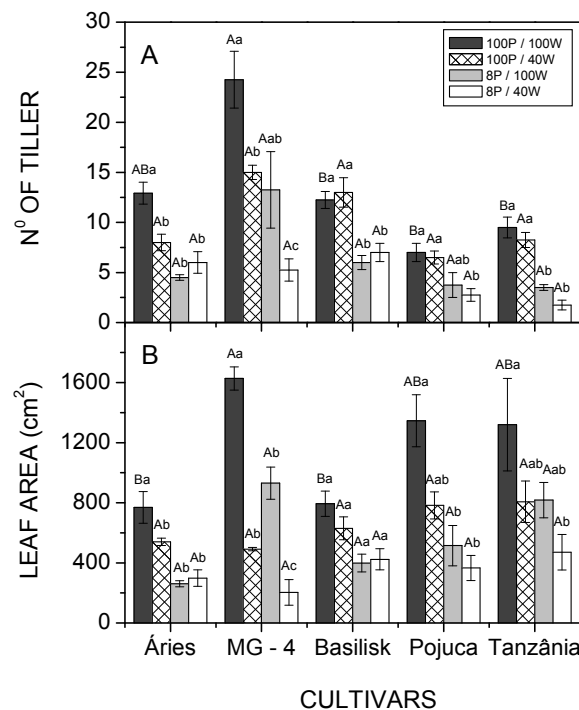 30
25
20
15
10
5
0
N⁰ OF TILLER
A
100P / 100W
100P / 40W
8P / 100W
8P / 40W
ABa Ab Ab Ab
Aa Ab Aab Ac
Ba Aa Ab Ab
Ba Aa Aab Ab
Ba Aa Ab Ab
1600
1200
800
400
0
LEAF AREA (cm²)
B
Ba Ab Ab Ab
Aa Ab Ab Ac
Ba Aa Aa Aa
ABa Aab Ab Ab
ABa Aab Aab Ab
Áries MG - 4 Basilisk Pojuca Tanzânia
CULTIVARS